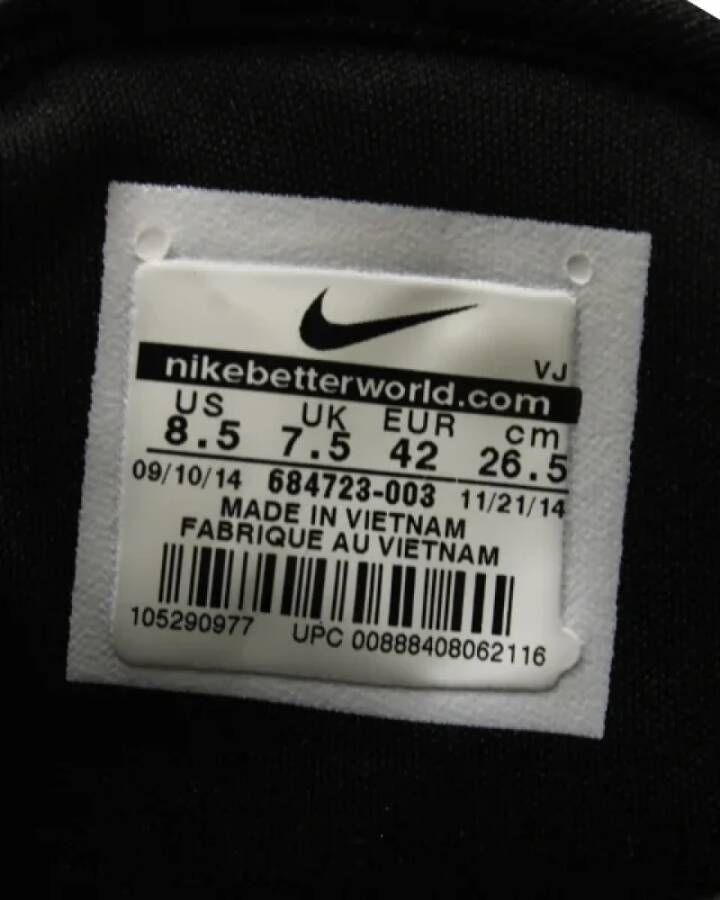 VJ
nikebetterworld.com
US UK EUR cm
8.5 7.5 42 26.5
09/10/14 684723-003 11/21/14
MADE IN VIETNAM
FABRIQUE AU VIETNAM
105290977 UPC 00888408062116